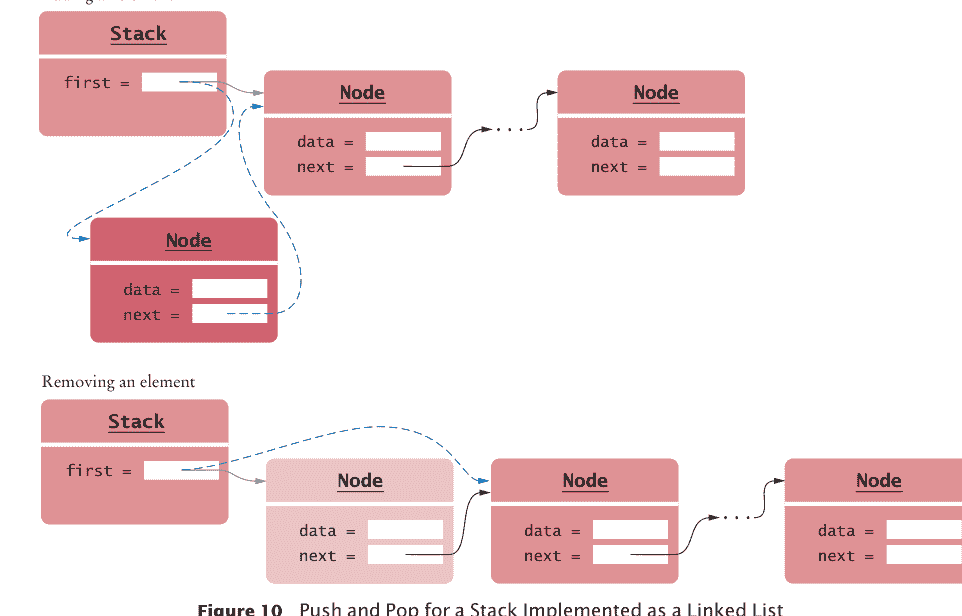 Stack
first =
Node
data =
next =
Node
data =
next =
Node
data =
next =
Removing an element
Stack
first =
Node
data =
next =
Node
data =
next =
Node
data =
next =
Figure 10 Push and Pop for a Stack Implemented as a Linked List